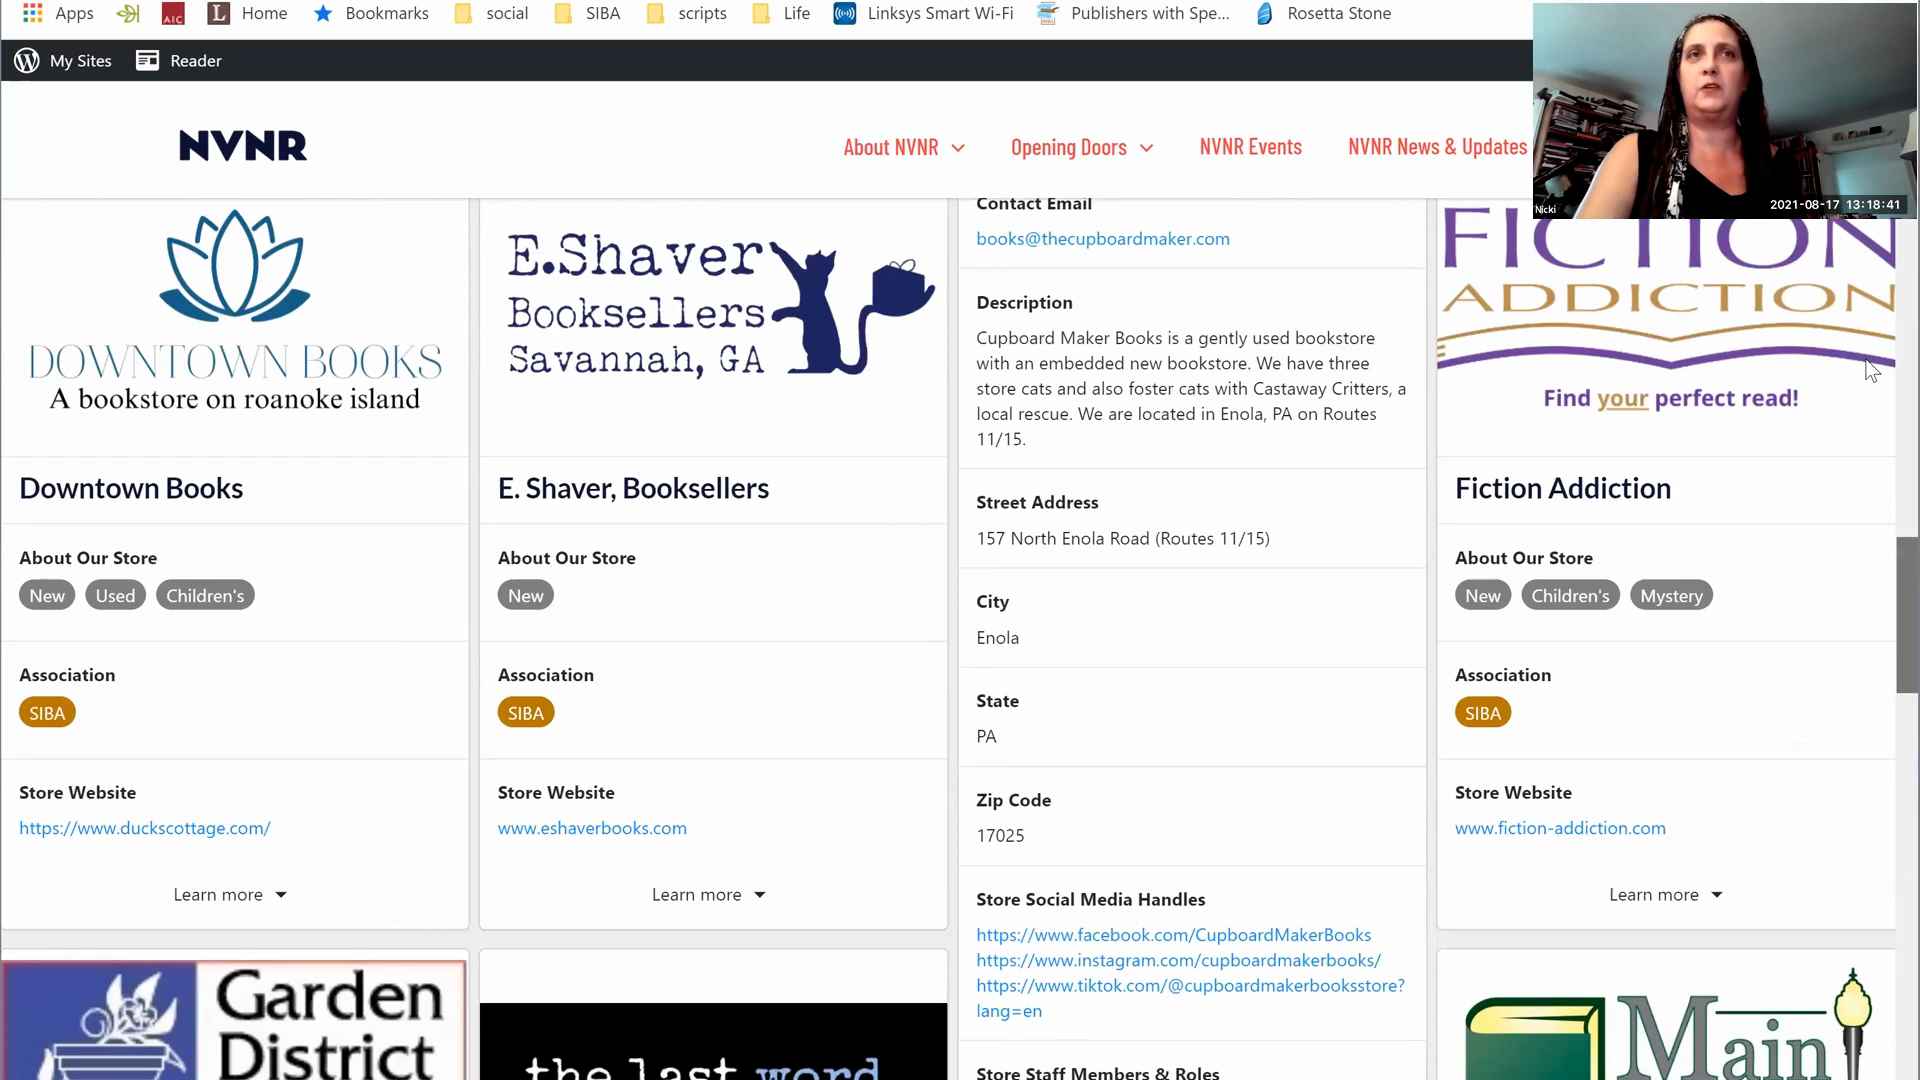 Apps
AIC
L
Home
Bookmarks
social
SIBA
scripts
Life
Linksys Smart Wi-Fi
Publishers with Spe...
Rosetta Stone
My Sites
Reader
Nicki
2021-08-17 13:18:41
NVNR
About NVNR
Opening Doors
NVNR Events
NVNR News & Updates
DOWNTOWN BOOKS
A bookstore on roanoke island
Downtown Books
About Our Store
New
Used
Children's
Association
SIBA
Store Website
https://www.duckscottage.com/
Learn more
Garden
District
E.Shaver
Booksellers
Savannah, GA
E. Shaver, Booksellers
About Our Store
New
Association
SIBA
Store Website
www.eshaverbooks.com
Learn more
the last word
Contact Email
books@thecupboardmaker.com
Description
Cupboard Maker Books is a gently used bookstore
with an embedded new bookstore. We have three
store cats and also foster cats with Castaway Critters, a
local rescue. We are located in Enola, PA on Routes
11/15.
Street Address
157 North Enola Road (Routes 11/15)
City
Enola
State
PA
Zip Code
17025
Store Social Media Handles
https://www.facebook.com/CupboardMakerBooks
https://www.instagram.com/cupboardmakerbooks/
https://www.tiktok.com/@cupboardmakerbooksstore?
lang=en
Store Staff Members & Roles
FICTION
ADDICTION
Find your perfect read!
Fiction Addiction
About Our Store
New
Children's
Mystery
Association
SIBA
Store Website
www.fiction-addiction.com
Learn more
Main